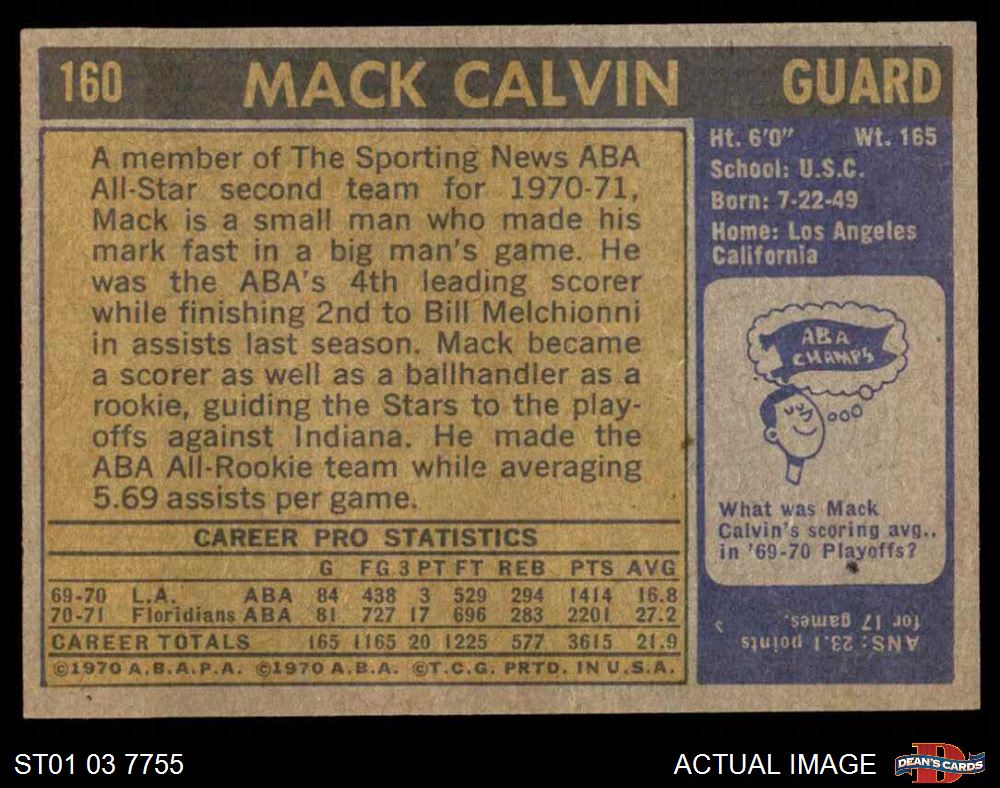 160 MACK CALVIN GUARD
A member of The Sporting News ABA
All-Star second team for 1970-71,
Mack is a small man who made his
mark fast in a big man's game. He
was the ABA's 4th leading scorer
while finishing 2nd to Bill Melchionni
in assists last season. Mack became
a scorer as well as a ballhandler as a
rookie, guiding the Stars to the play-
offs against Indiana. He made the
ABA All-Rookie team while averaging
5.69 assists per game.
CAREER PRO STATISTICS
G FG 3 PT FT REB PTS AVG
69-70 L.A. ABA 84 438 3 529 294 1414 16.8
70-71 Floridians ABA 81 727 17 696 283 2201 27.2
CAREER TOTALS 165 1165 20 1225 577 3615 21.9
©1970 A.B.A.P.A. ©1970 A.B.A. ©T.C.G. PRTD. IN U.S.A.
Ht. 6'0" Wt. 165
School: U.S.C.
Born: 7-22-49
Home: Los Angeles
California
ABA
CHAMPS
What was Mack
Calvin's scoring avg.,
in '69-70 Playoffs?
ANS: 23.1 points
for 17 games.
ST01 03 7755
ACTUAL IMAGE
D
DEAN'S CARDS